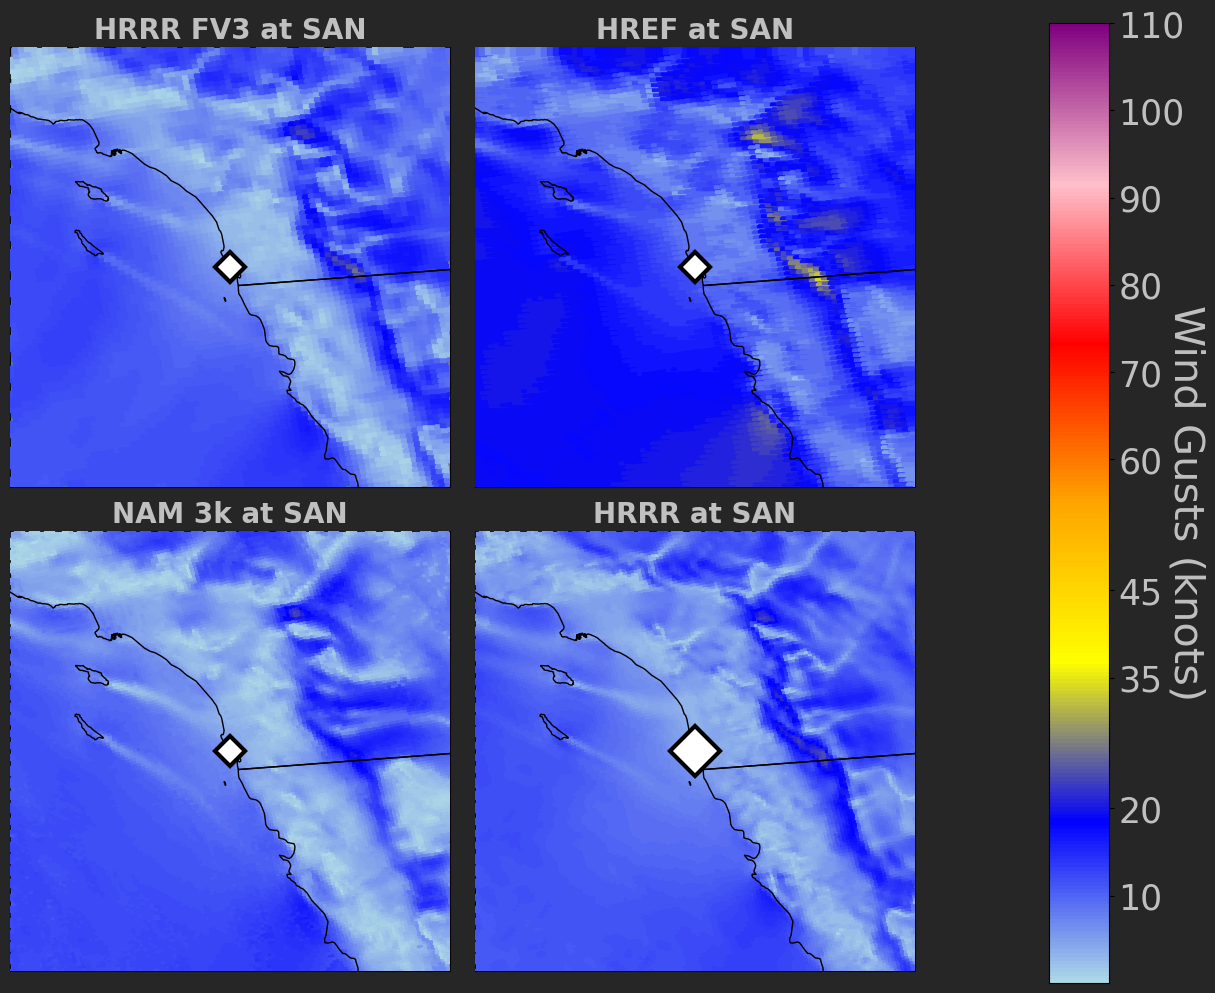 HRRR FV3 at SAN
HREF at SAN
NAM 3k at SAN
HRRR at SAN
110
100
90
80
70
60
45
35
20
10
Wind Gusts (knots)